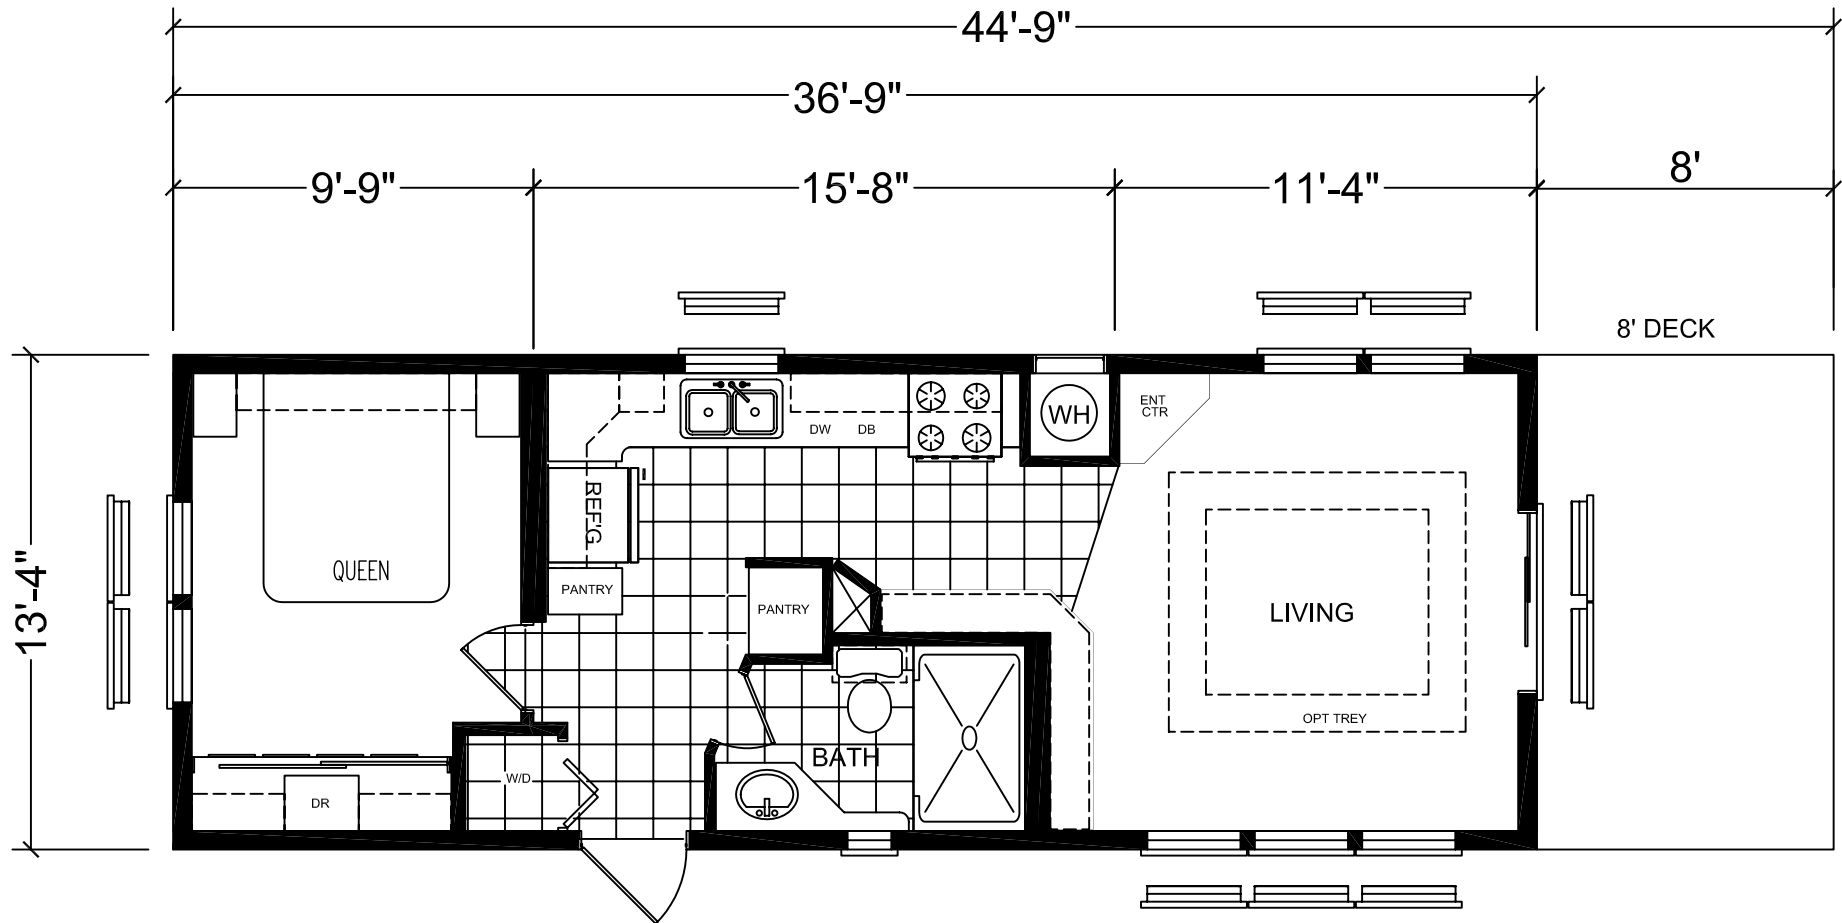 44'-9"
36'-9"
9'-9"
15'-8"
11'-4"
8'
8' DECK
13'-4"
WH
ENT
CTR
DW
DB
REF'G
QUEEN
PANTRY
PANTRY
LIVING
OPT TREY
BATH
W/D
DR